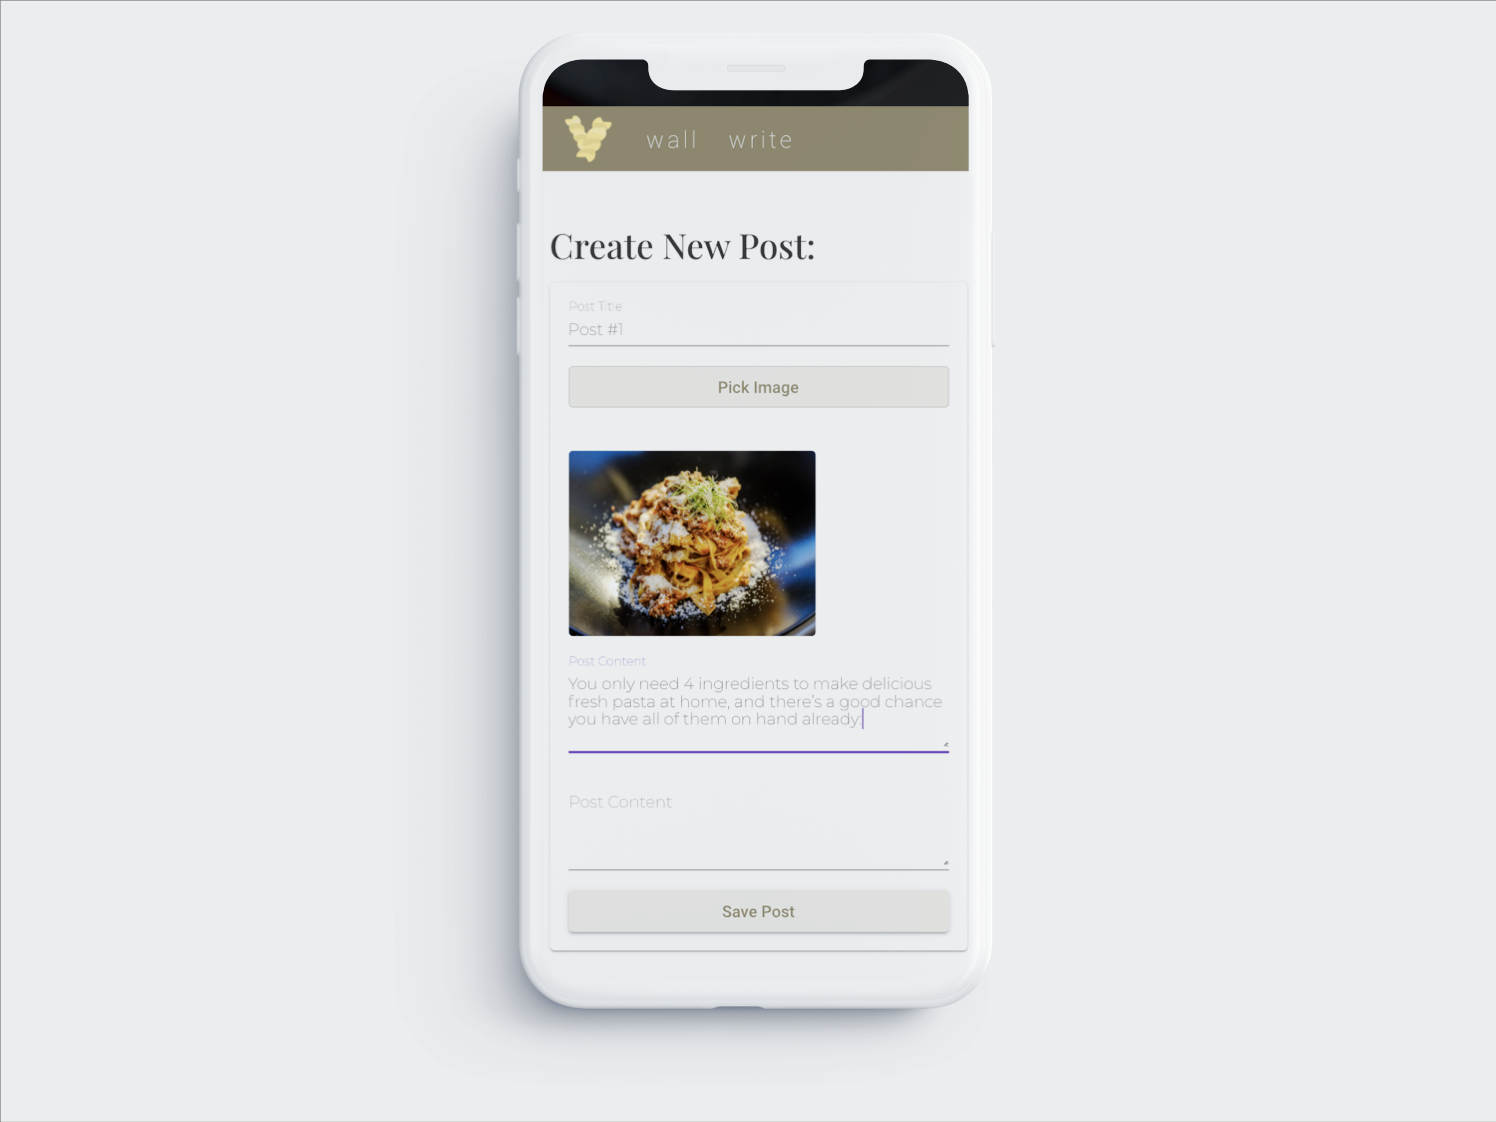 wall write
Create New Post:
Post Title
Post #1
Pick Image
Post Content
You only need 4 ingredients to make delicious
fresh pasta at home, and there's a good chance
you have all of them on hand already:
Post Content
Save Post